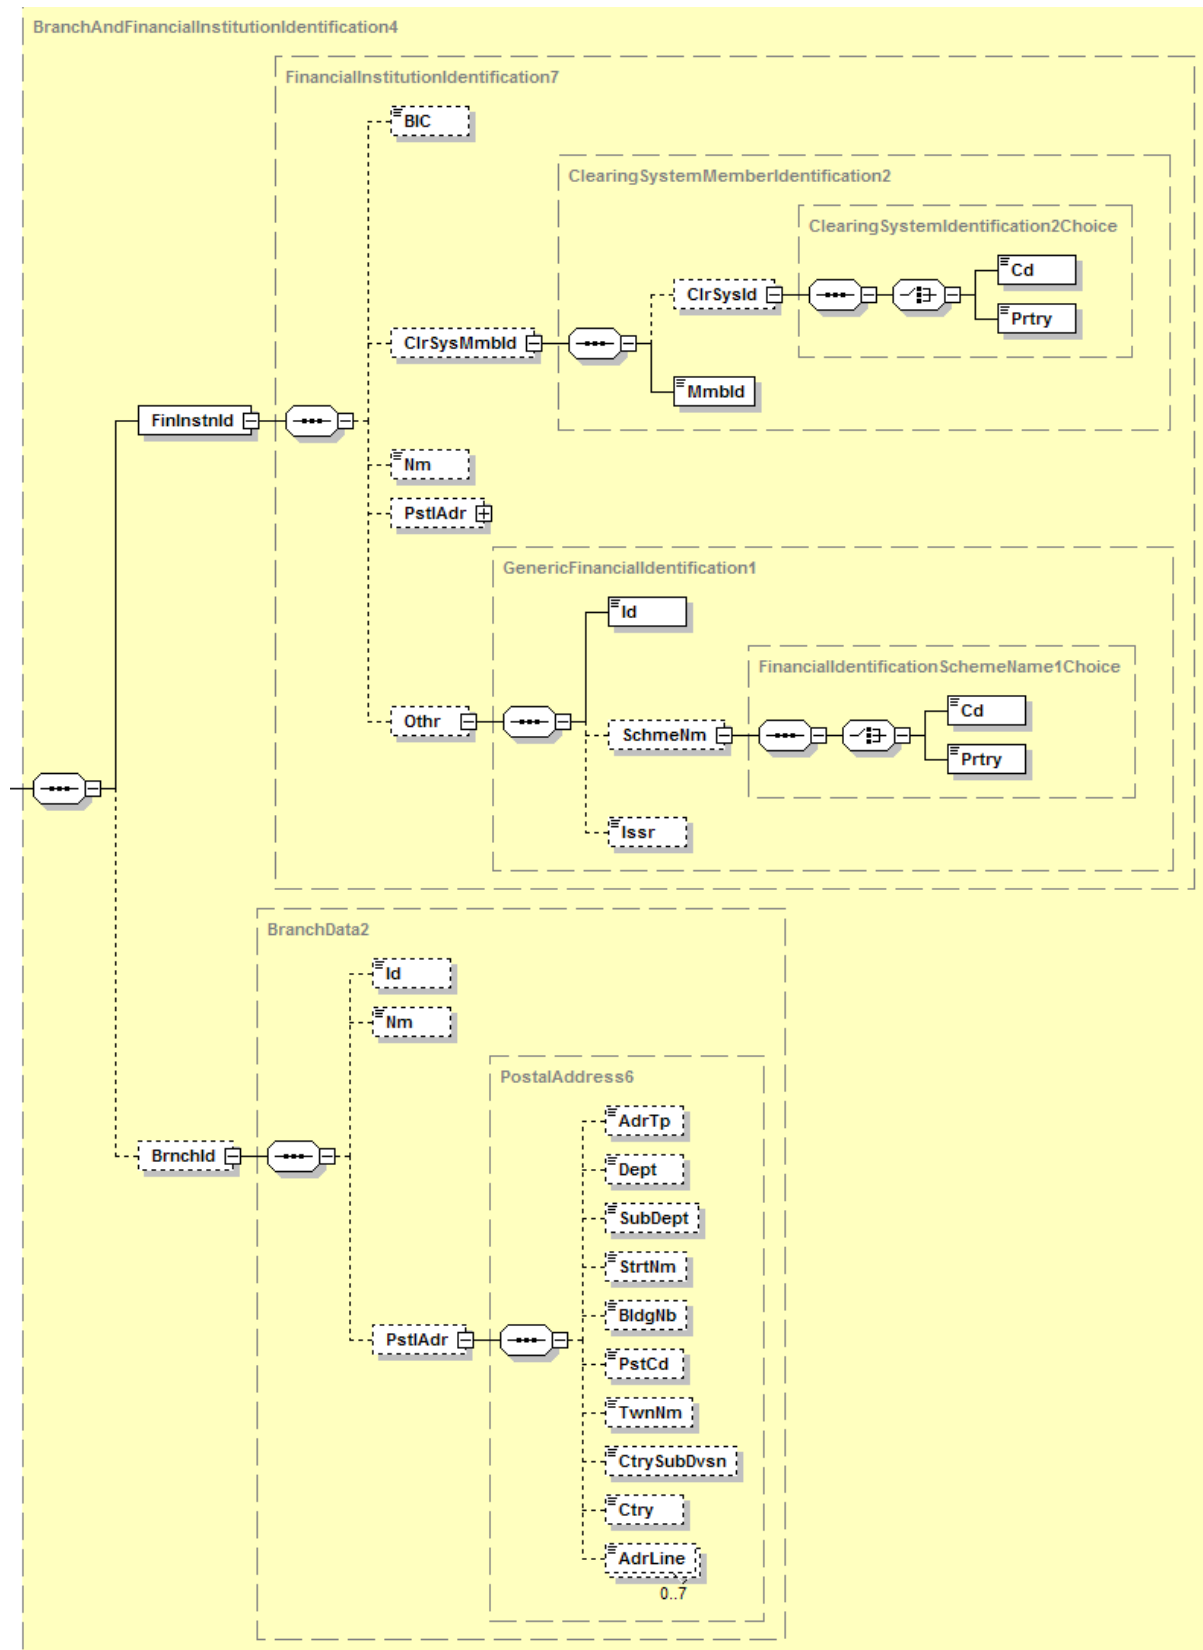 BranchAndFinancialInstitutionIdentification4
FinancialInstitutionIdentification7
BIC
ClearingSystemMemberIdentification2
ClearingSystemIdentification2Choice
ClrSysId
Cd
Prtry
ClrSysMmbId
MmbId
FinInstnId
Nm
PstlAdr
GenericFinancialIdentification1
Id
FinancialIdentificationSchemeName1Choice
Othr
SchmeNm
Cd
Prtry
Issr
BranchData2
Id
Nm
PostalAddress6
AdrTp
BrnchId
Dept
SubDept
StrtNm
BldgNb
PstlAdr
PstCd
TwnNm
CtrySubDvsn
Ctry
AdrLine
0..7